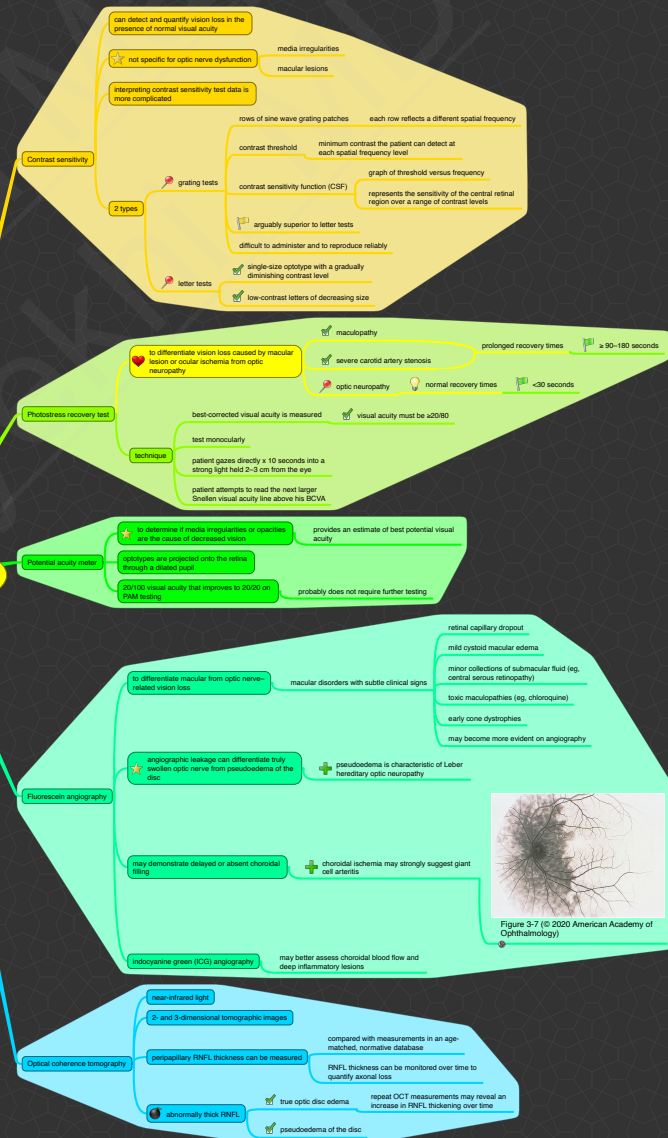 Contrast sensitivity
can detect and quantify vision loss in the
presence of normal visual acuity
not specific for optic nerve dysfunction
media irregularities
macular lesions
interpreting contrast sensitivity test data is
more complicated
2 types
grating tests
rows of sine wave grating patches
each row reflects a different spatial frequency
contrast threshold
minimum contrast the patient can detect at
each spatial frequency level
contrast sensitivity function (CSF)
graph of threshold versus frequency
represents the sensitivity of the central retinal
region over a range of contrast levels
arguably superior to letter tests
difficult to administer and to reproduce reliably
letter tests
single-size optotype with a gradually
diminishing contrast level
low-contrast letters of decreasing size
Photostress recovery test
to differentiate vision loss caused by macular
lesion or ocular ischemia from optic
neuropathy
maculopathy
severe carotid artery stenosis
prolonged recovery times
≥ 90–180 seconds
optic neuropathy
normal recovery times
<30 seconds
technique
best-corrected visual acuity is measured
visual acuity must be ≥20/80
test monocularly
patient gazes directly x 10 seconds into a
strong light held 2–3 cm from the eye
patient attempts to read the next larger
Snellen visual acuity line above his BCVA
Potential acuity meter
to determine if media irregularities or opacities
are the cause of decreased vision
provides an estimate of best potential visual
acuity
optotypes are projected onto the retina
through a dilated pupil
20/100 visual acuity that improves to 20/20 on
PAM testing
probably does not require further testing
Fluorescein angiography
to differentiate macular from optic nerve–
related vision loss
macular disorders with subtle clinical signs
retinal capillary dropout
mild cystoid macular edema
minor collections of submacular fluid (eg,
central serous retinopathy)
toxic maculopathies (eg, chloroquine)
early cone dystrophies
may become more evident on angiography
angiographic leakage can differentiate truly
swollen optic nerve from pseudoedema of the
disc
pseudoedema is characteristic of Leber
hereditary optic neuropathy
may demonstrate delayed or absent choroidal
filling
choroidal ischemia may strongly suggest giant
cell arteritis
Figure 3-7 (© 2020 American Academy of
Ophthalmology)
indocyanine green (ICG) angiography
may better assess choroidal blood flow and
deep inflammatory lesions
Optical coherence tomography
near-infrared light
2- and 3-dimensional tomographic images
peripapillary RNFL thickness can be measured
compared with measurements in an age-
matched, normative database
RNFL thickness can be monitored over time to
quantify axonal loss
abnormally thick RNFL
true optic disc edema
repeat OCT measurements may reveal an
increase in RNFL thickening over time
pseudoedema of the disc